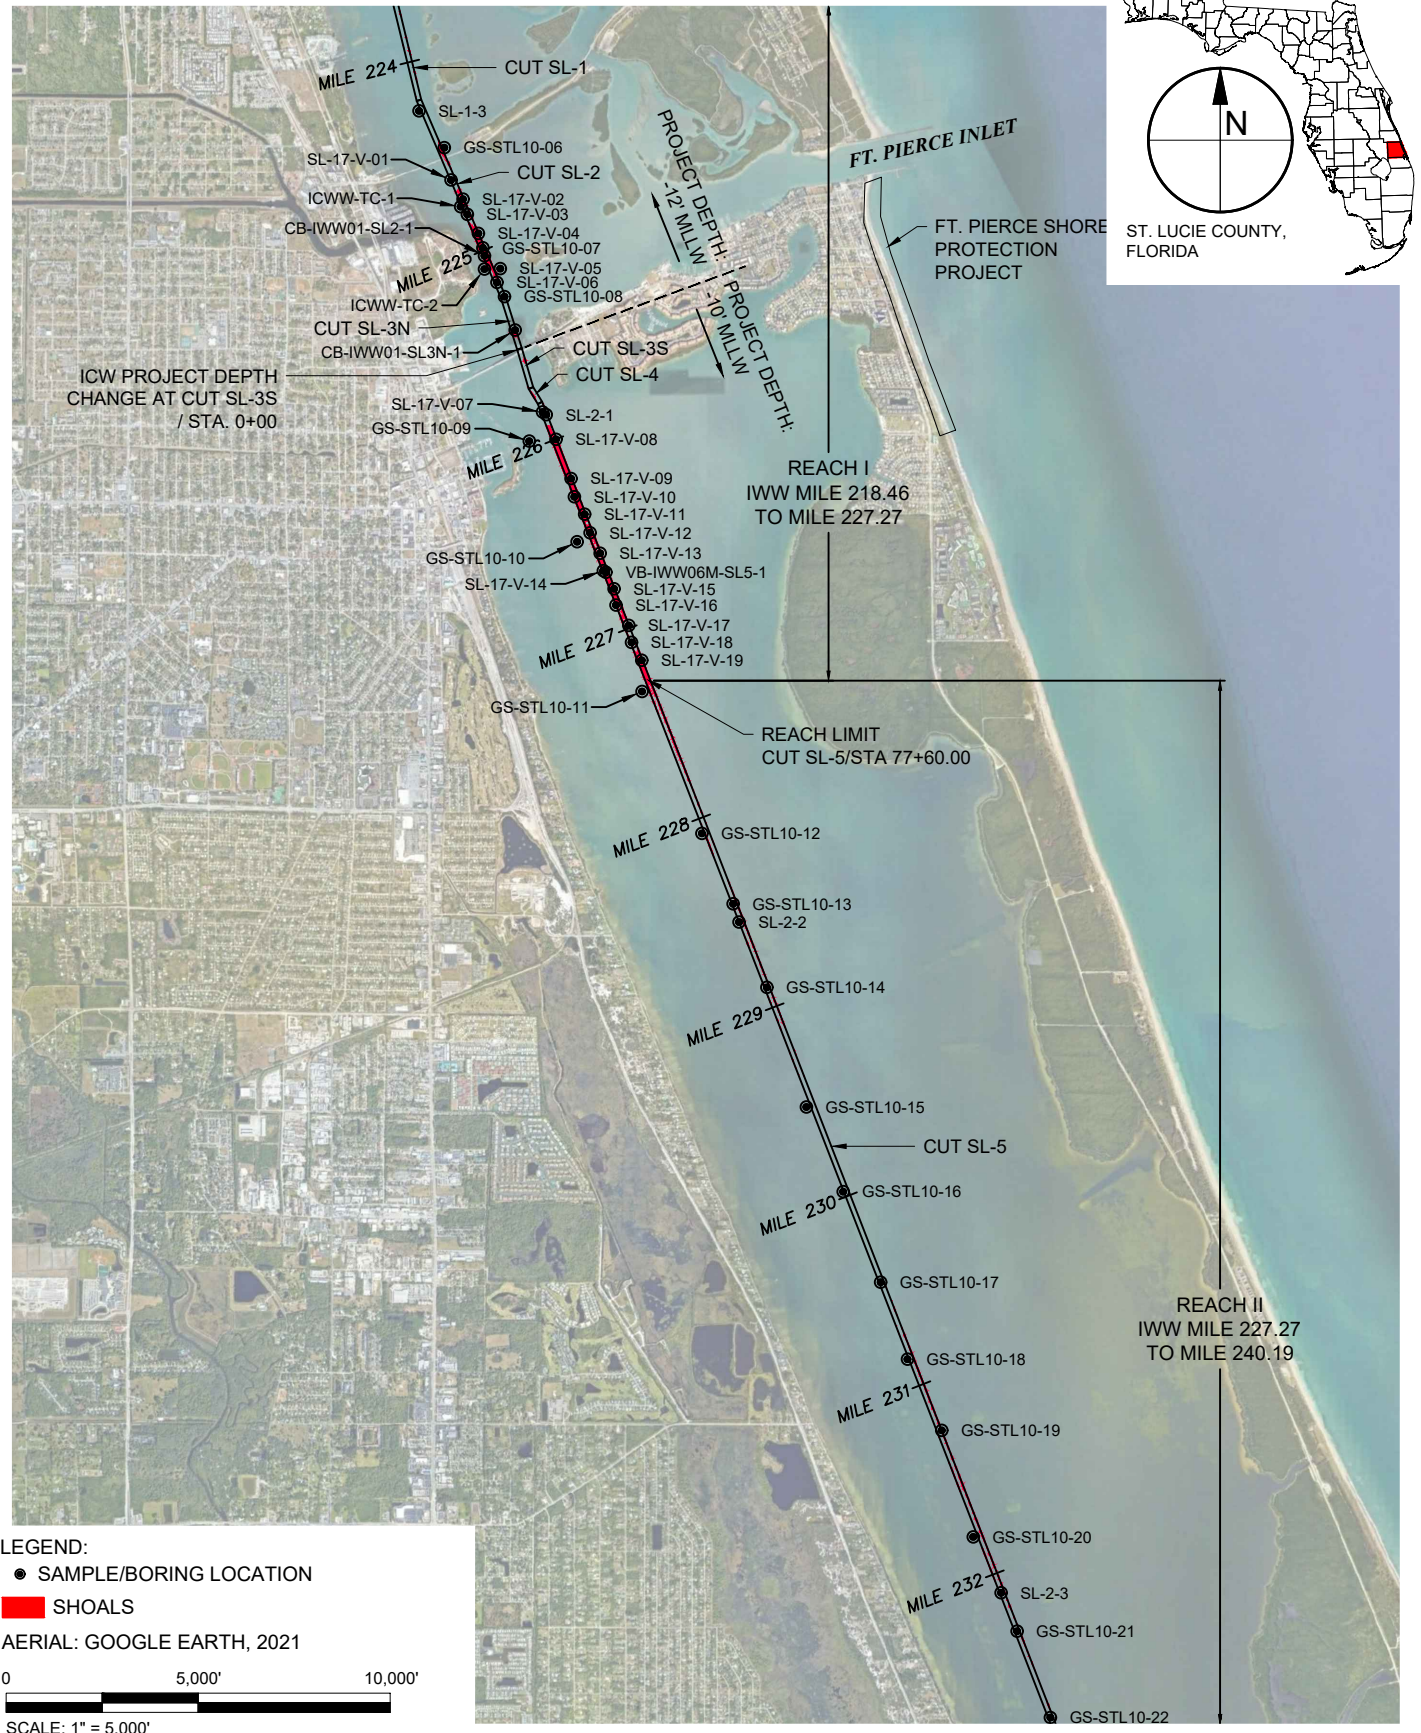 MILE 224
CUT SL-1
SL-1-3
GS-STL10-06
SL-17-V-01
CUT SL-2
ICWW-TC-1
SL-17-V-02
SL-17-V-03
CB-IWW01-SL2-1
SL-17-V-04
GS-STL10-07
MILE 225
SL-17-V-05
SL-17-V-06
ICWW-TC-2
GS-STL10-08
CUT SL-3N
CB-IWW01-SL3N-1
CUT SL-3S
ICW PROJECT DEPTH
CHANGE AT CUT SL-3S
/ STA. 0+00
CUT SL-4
SL-17-V-07
SL-2-1
GS-STL10-09
SL-17-V-08
MILE 226
PROJECT DEPTH:
-12' MLLW
PROJECT DEPTH:
-10' MLLW
FT. PIERCE INLET
FT. PIERCE SHORE
PROTECTION
PROJECT
N
ST. LUCIE COUNTY,
FLORIDA
REACH I
IWW MILE 218.46
TO MILE 227.27
SL-17-V-09
SL-17-V-10
SL-17-V-11
SL-17-V-12
GS-STL10-10
SL-17-V-13
SL-17-V-14
VB-IWW06M-SL5-1
SL-17-V-15
SL-17-V-16
SL-17-V-17
MILE 227
SL-17-V-18
SL-17-V-19
GS-STL10-11
REACH LIMIT
CUT SL-5/STA 77+60.00
MILE 228
GS-STL10-12
GS-STL10-13
SL-2-2
GS-STL10-14
MILE 229
GS-STL10-15
CUT SL-5
GS-STL10-16
MILE 230
GS-STL10-17
REACH II
IWW MILE 227.27
TO MILE 240.19
GS-STL10-18
MILE 231
GS-STL10-19
GS-STL10-20
MILE 232
SL-2-3
GS-STL10-21
GS-STL10-22
LEGEND:
SAMPLE/BORING LOCATION
SHOALS
AERIAL: GOOGLE EARTH, 2021
0 5,000' 10,000'
SCALE: 1" = 5,000'